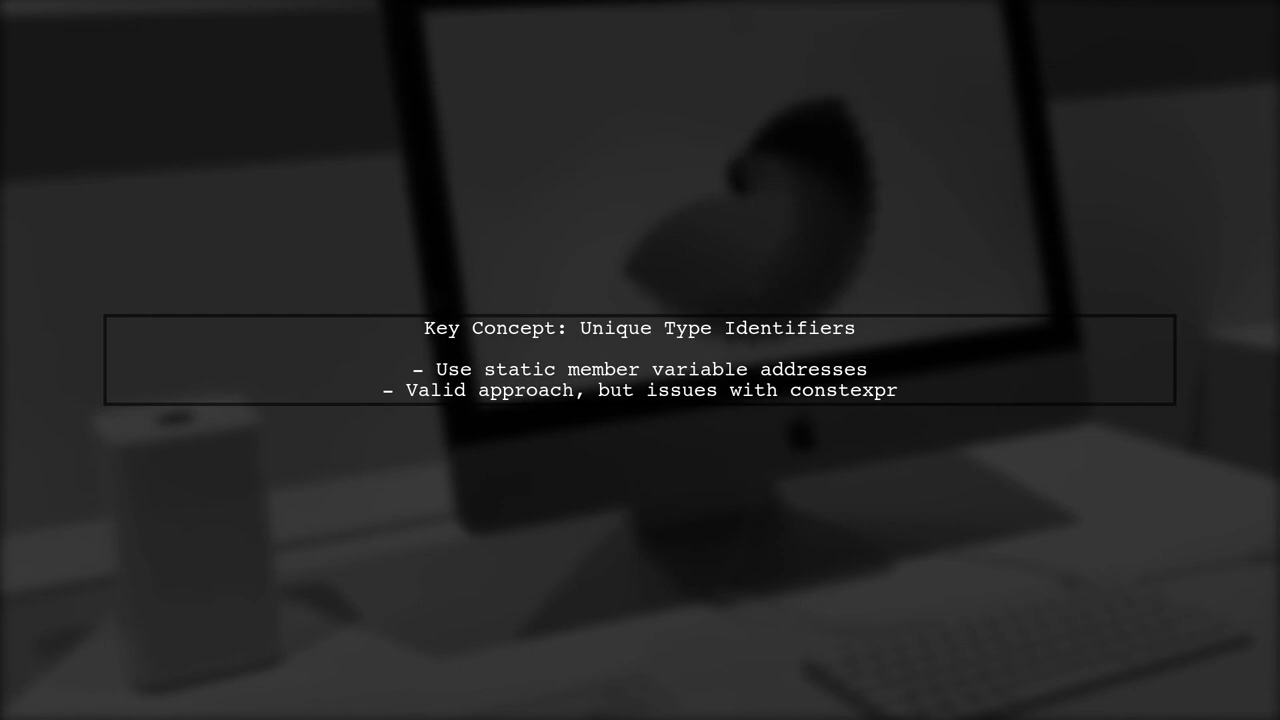 Key Concept: Unique Type Identifiers
- Use static member variable addresses
- Valid approach, but issues with constexpr